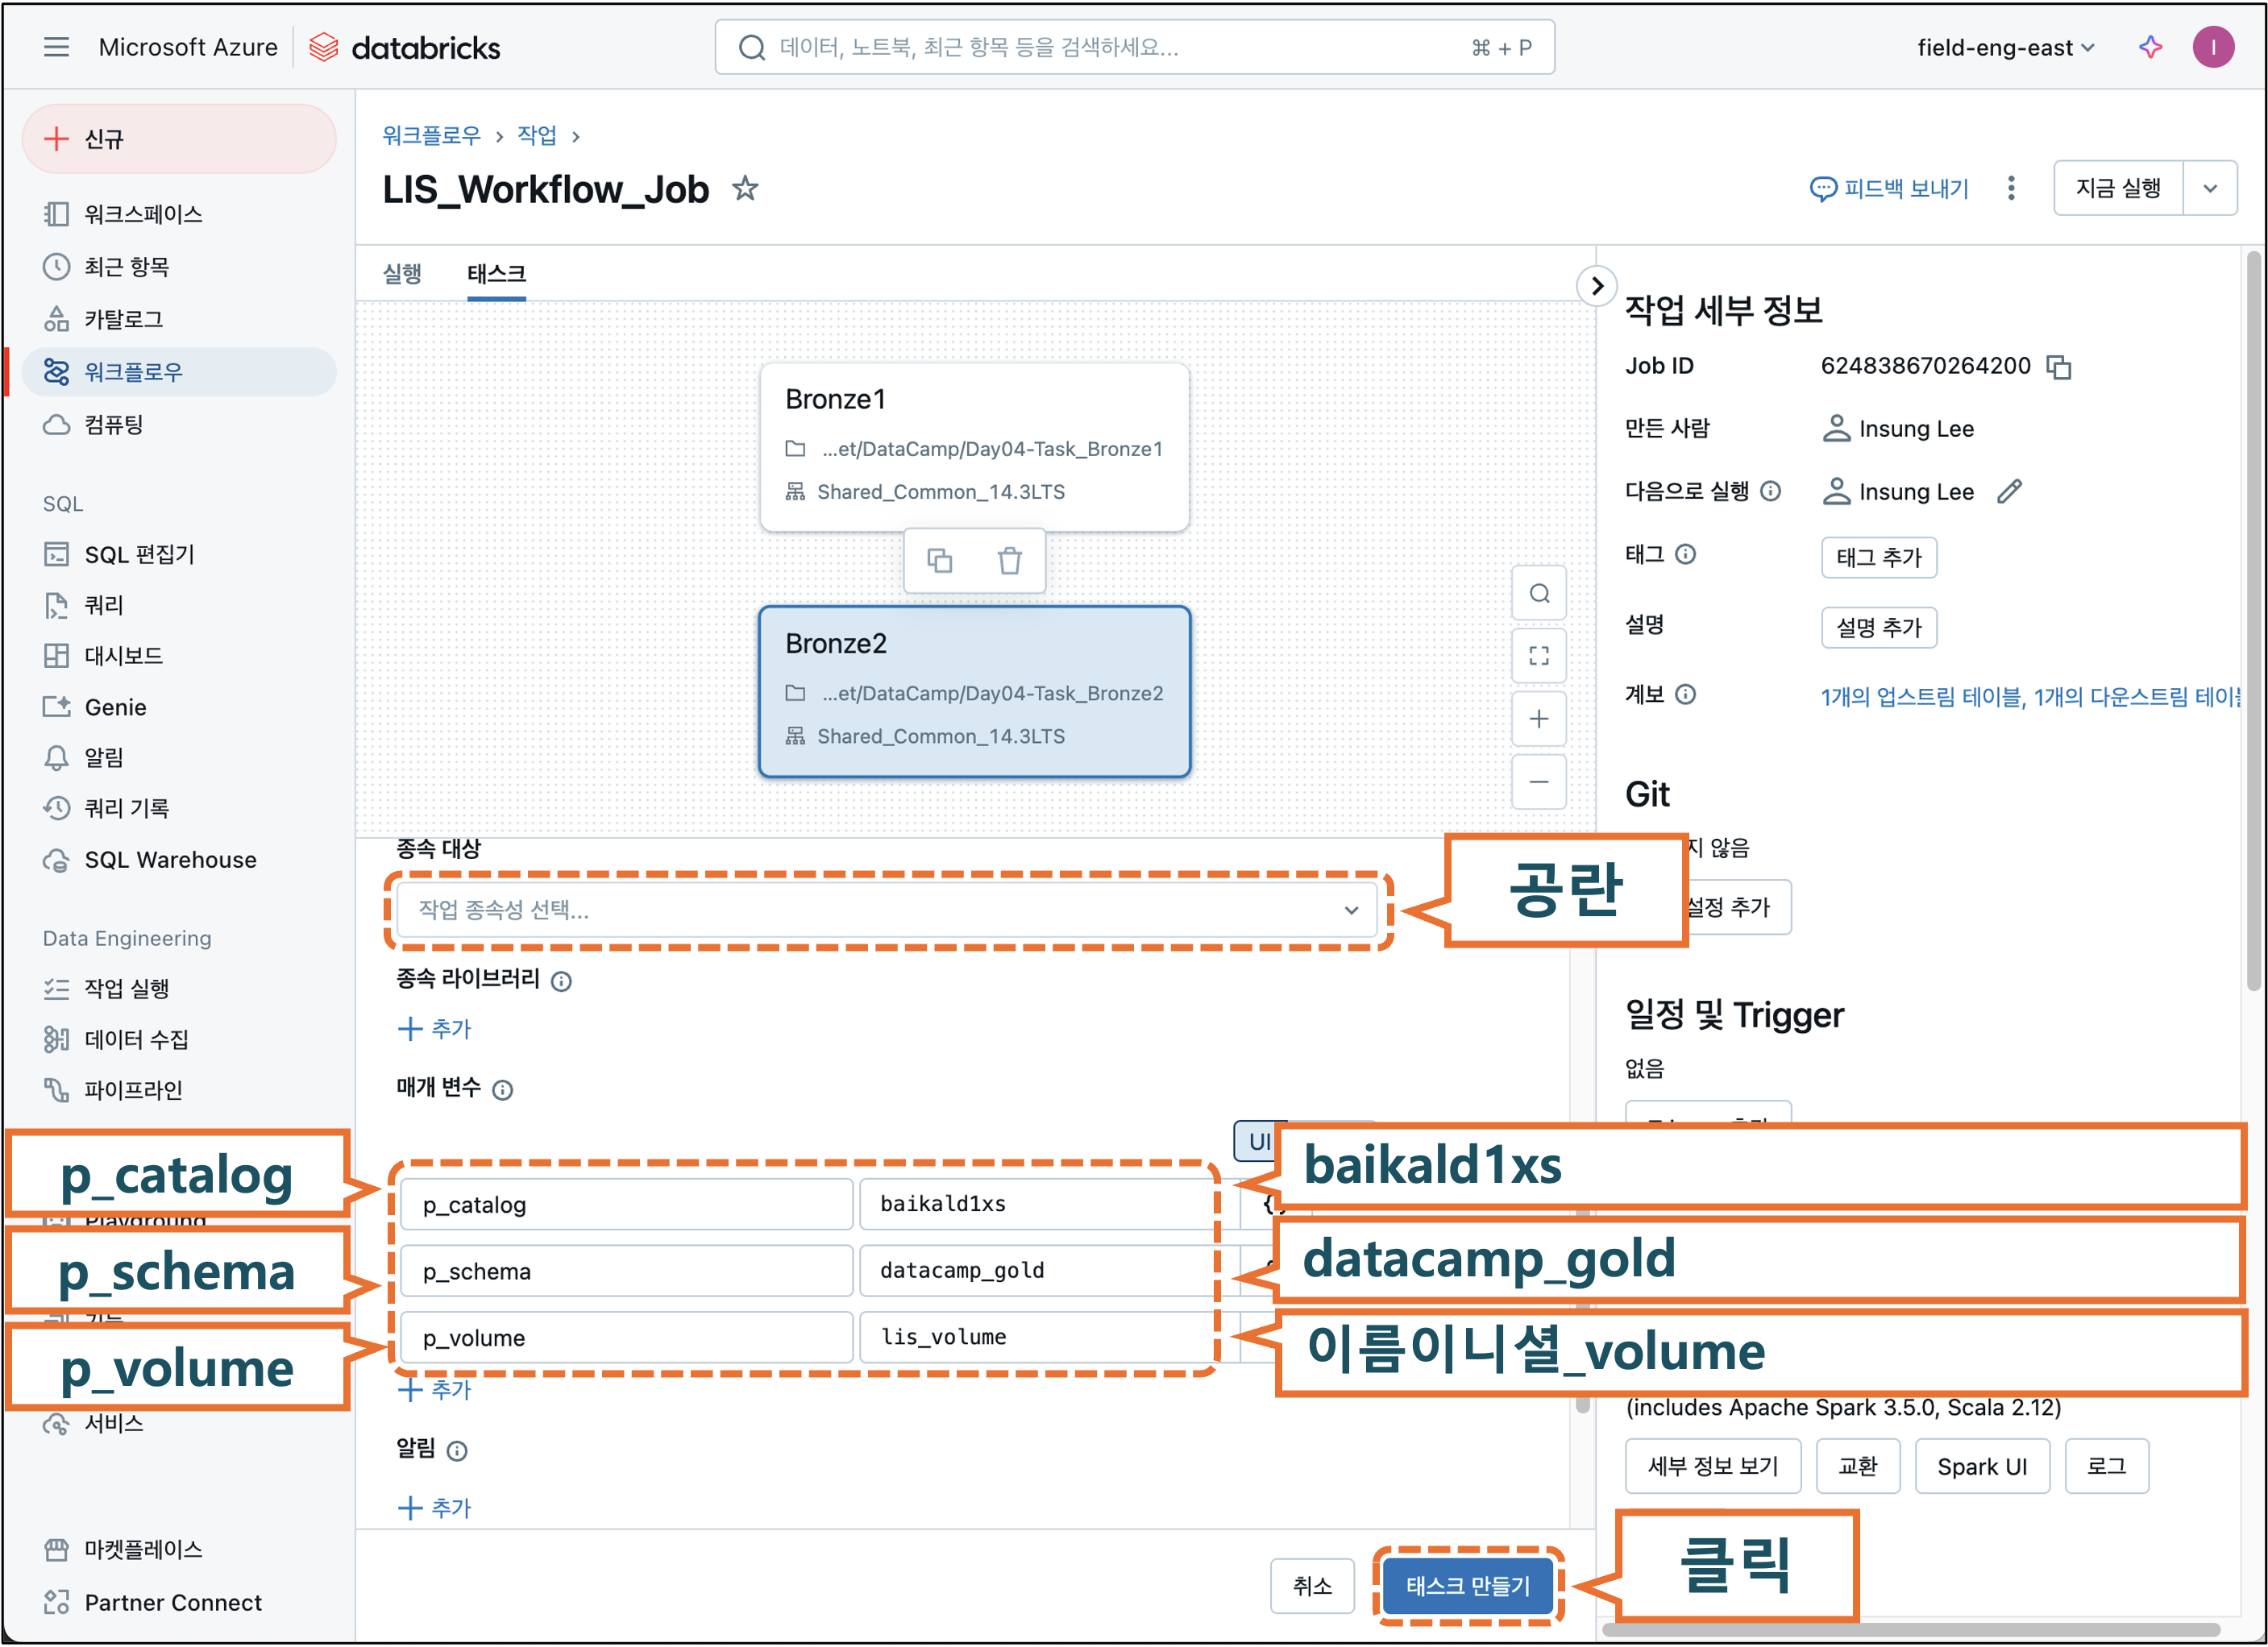 Microsoft Azure databricks
데이터, 노트북, 최근 항목 등을 검색하세요... ⌘ + P
field-eng-east
I
신규
워크스페이스
최근 항목
카탈로그
워크플로우
컴퓨팅
SQL
SQL 편집기
쿼리
대시보드
Genie
알림
쿼리 기록
SQL Warehouse
Data Engineering
작업 실행
데이터 수집
파이프라인
p_catalog
Playground
p_schema
p_volume
서비스
마켓플레이스
Partner Connect
워크플로우 › 작업 ›
LIS_Workflow_Job
피드백 보내기
지금 실행
실행 태스크
Bronze1
...et/DataCamp/Day04-Task_Bronze1
Shared_Common_14.3LTS
Bronze2
...et/DataCamp/Day04-Task_Bronze2
Shared_Common_14.3LTS
종속 대상
작업 종속성 선택...
공란
종속 라이브러리
+ 추가
매개 변수
UI
p_catalog baikald1xs
p_schema datacamp_gold
p_volume lis_volume
+ 추가
baikald1xs
datacamp_gold
이름이니셜_volume
알림
+ 추가
취소
태스크 만들기
클릭
작업 세부 정보
Job ID 624838670264200
만든 사람 Insung Lee
다음으로 실행 Insung Lee
태그 태그 추가
설명 설명 추가
계보 1개의 업스트림 테이블, 1개의 다운스트림 테이블
Git
않음
설정 추가
일정 및 Trigger
없음
(includes Apache Spark 3.5.0, Scala 2.12)
세부 정보 보기 교환 Spark UI 로그